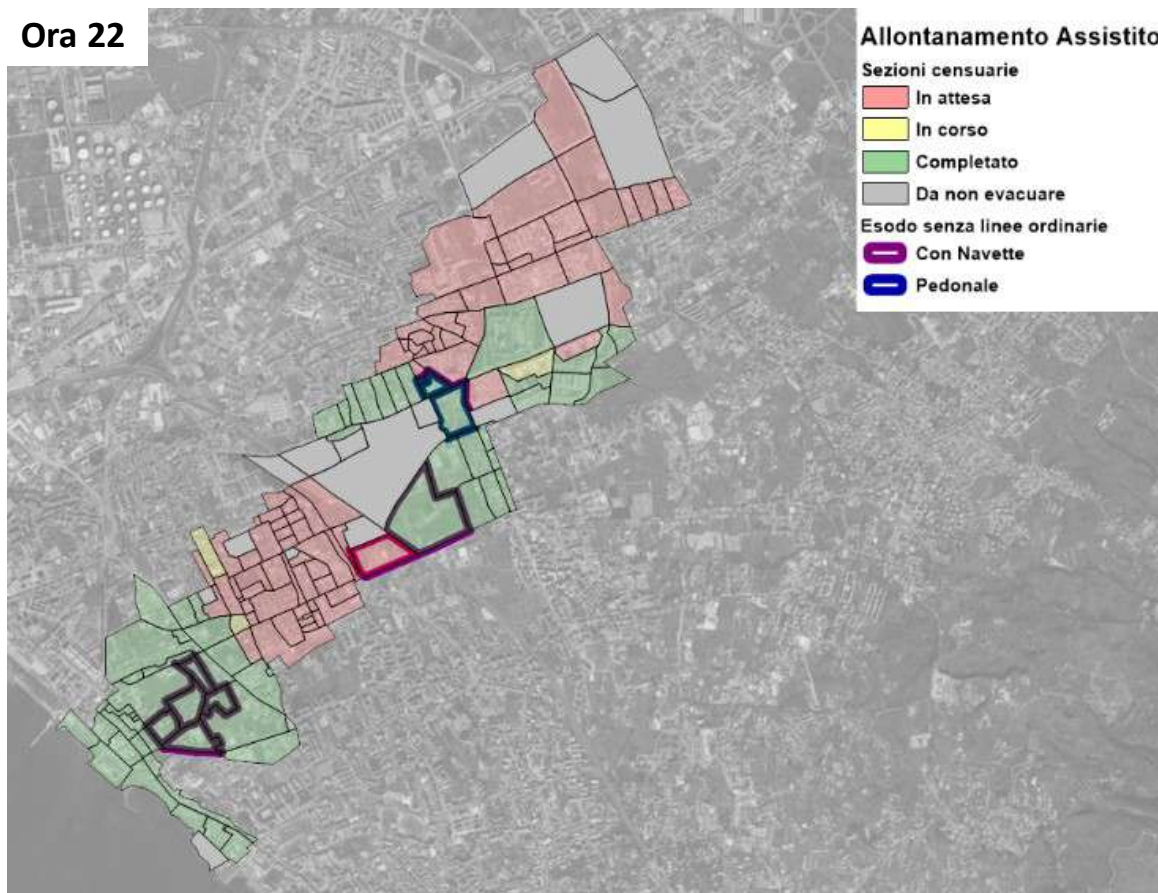 Ora 22
Allontanamento Assistito
Sezioni censuarie
In attesa
In corso
Completato
Da non evacuare
Esodo senza linee ordinarie
Con Navette
Pedonale